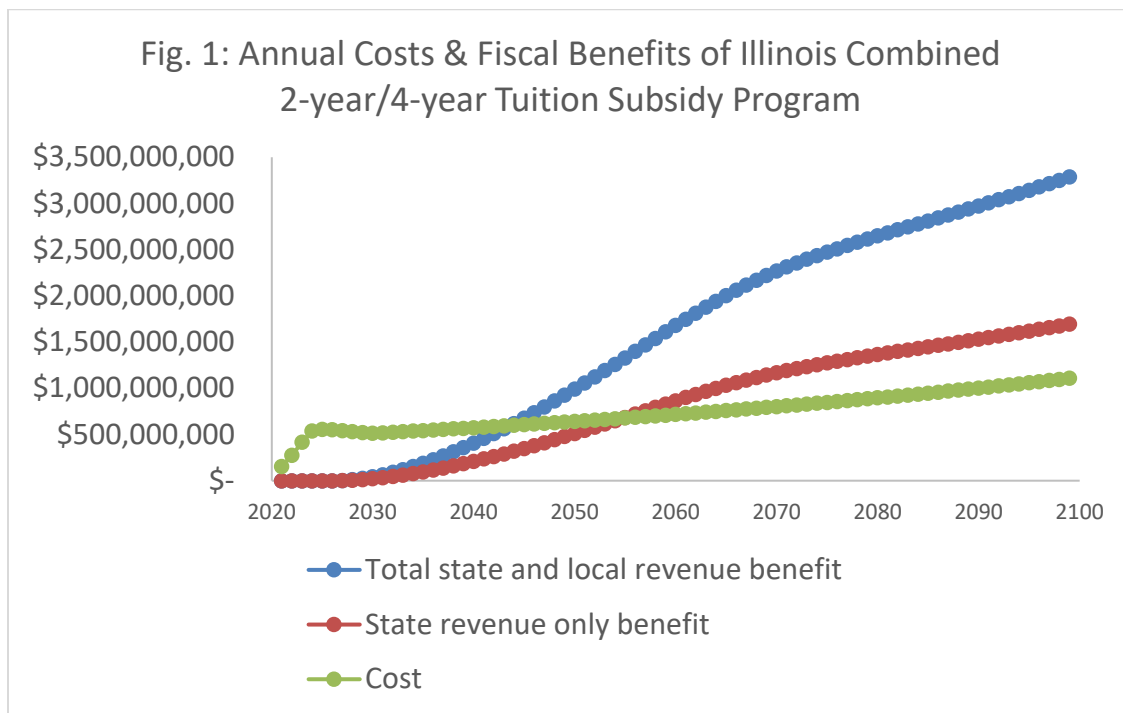 Fig. 1: Annual Costs & Fiscal Benefits of Illinois Combined
2-year/4-year Tuition Subsidy Program
$3,500,000,000
$3,000,000,000
$2,500,000,000
$2,000,000,000
$1,500,000,000
$1,000,000,000
$500,000,000
$-
2020 2030 2040 2050 2060 2070 2080 2090 2100
Total state and local revenue benefit
State revenue only benefit
Cost